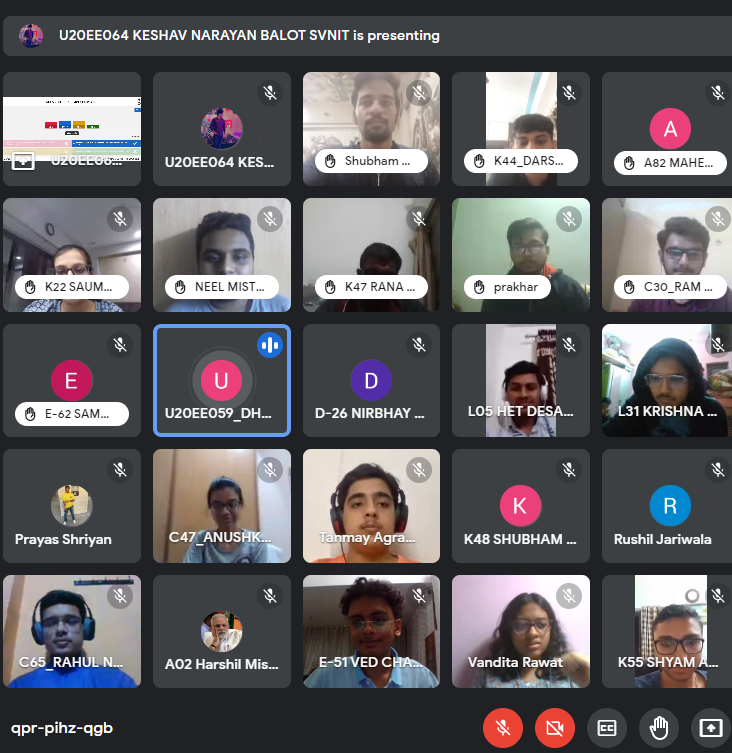 U20EE064 KESHAV NARAYAN BALOT SVNIT is presenting
U20EE064 KES...
Shubham ...
K44_DARS...
A
A82 MAHE...
K22 SAUM...
NEEL MIST...
K47 RANA ...
prakhar
C30_RAM ...
E
E-62 SAM...
U
U20EE059_DH...
D
D-26 NIRBHAY ...
L05 HET DESA...
L31 KRISHNA ...
Prayas Shriyan
C47_ANUSHK...
Tanmay Agra...
K
K48 SHUBHAM ...
R
Rushil Jariwala
C65_RAHUL N...
A02 Harshil Mis...
E-51 VED CHA...
Vandita Rawat
K55 SHYAM A...
qpr-pihz-qgb
CC